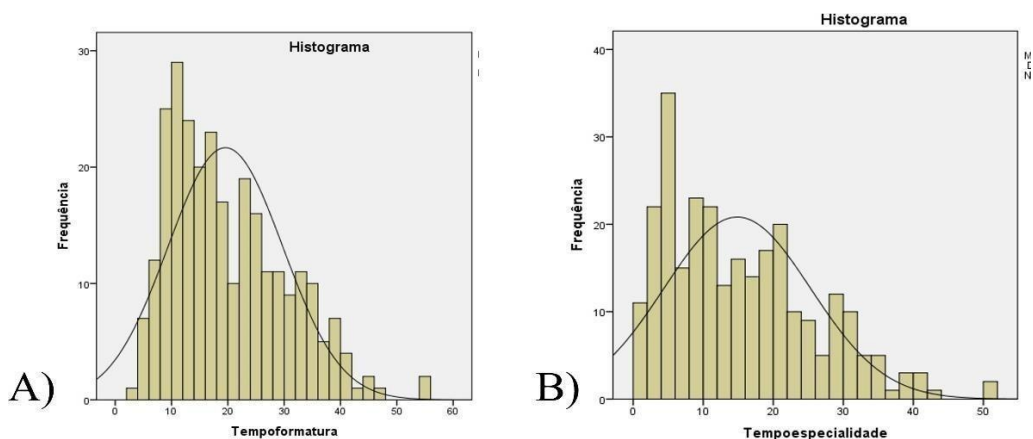 Histograma
30
20
10
0
Frequência
0 10 20 30 40 50 60
Tempoformatura
A)
Histograma
40
30
20
10
0
Frequência
0 10 20 30 40 50
Tempoespecialidade
B)
M
D
N